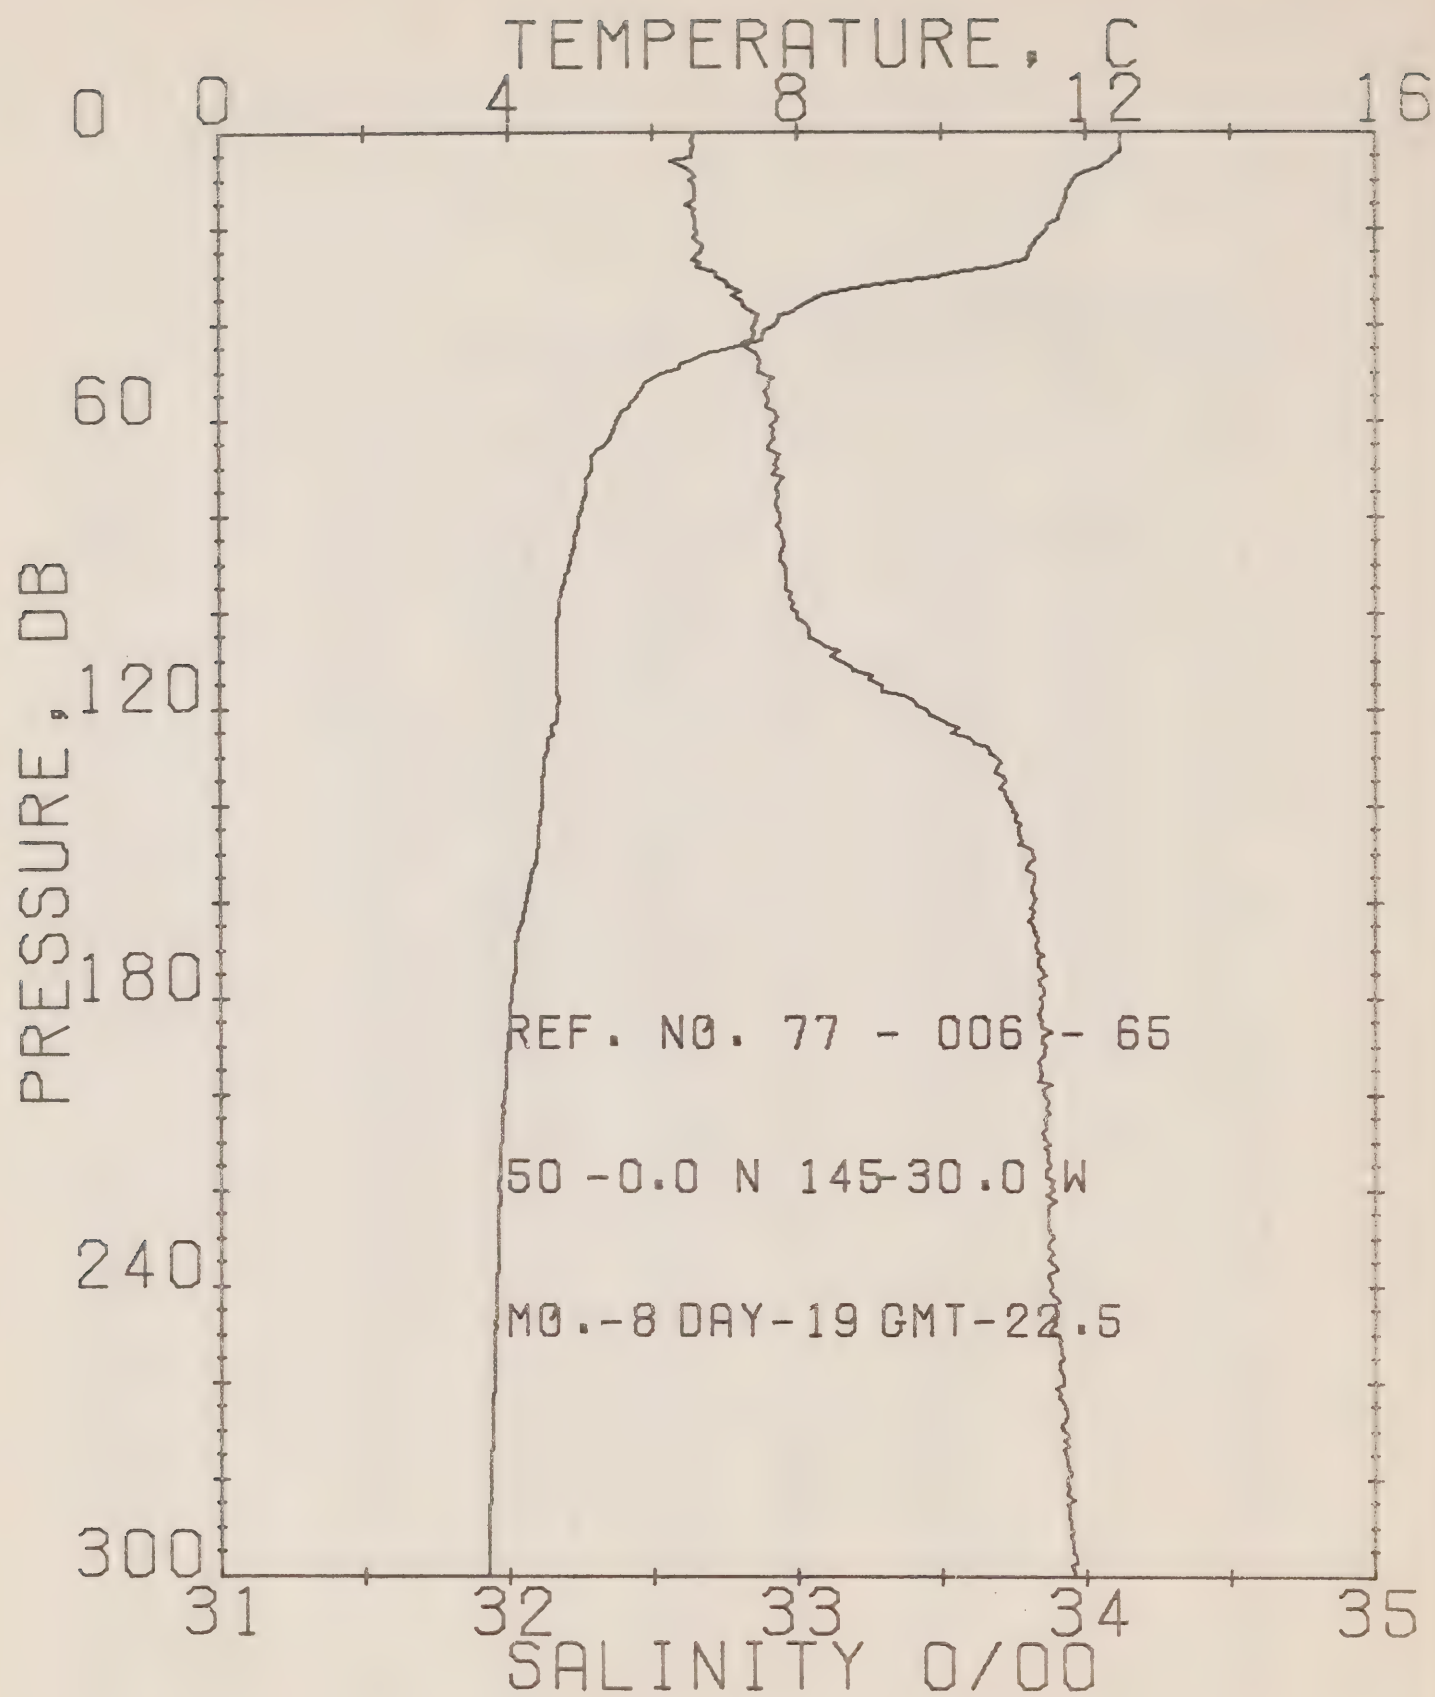 TEMPERATURE, C
0 4 8 12 16
0
60
120
180
240
300
PRESSURE, DB
REF. NO. 77 - 006 - 65
50 -0.0 N 145-30.0 W
MO.-8 DAY-19 GMT-22.5
31 32 33 34 35
SALINITY 0/00